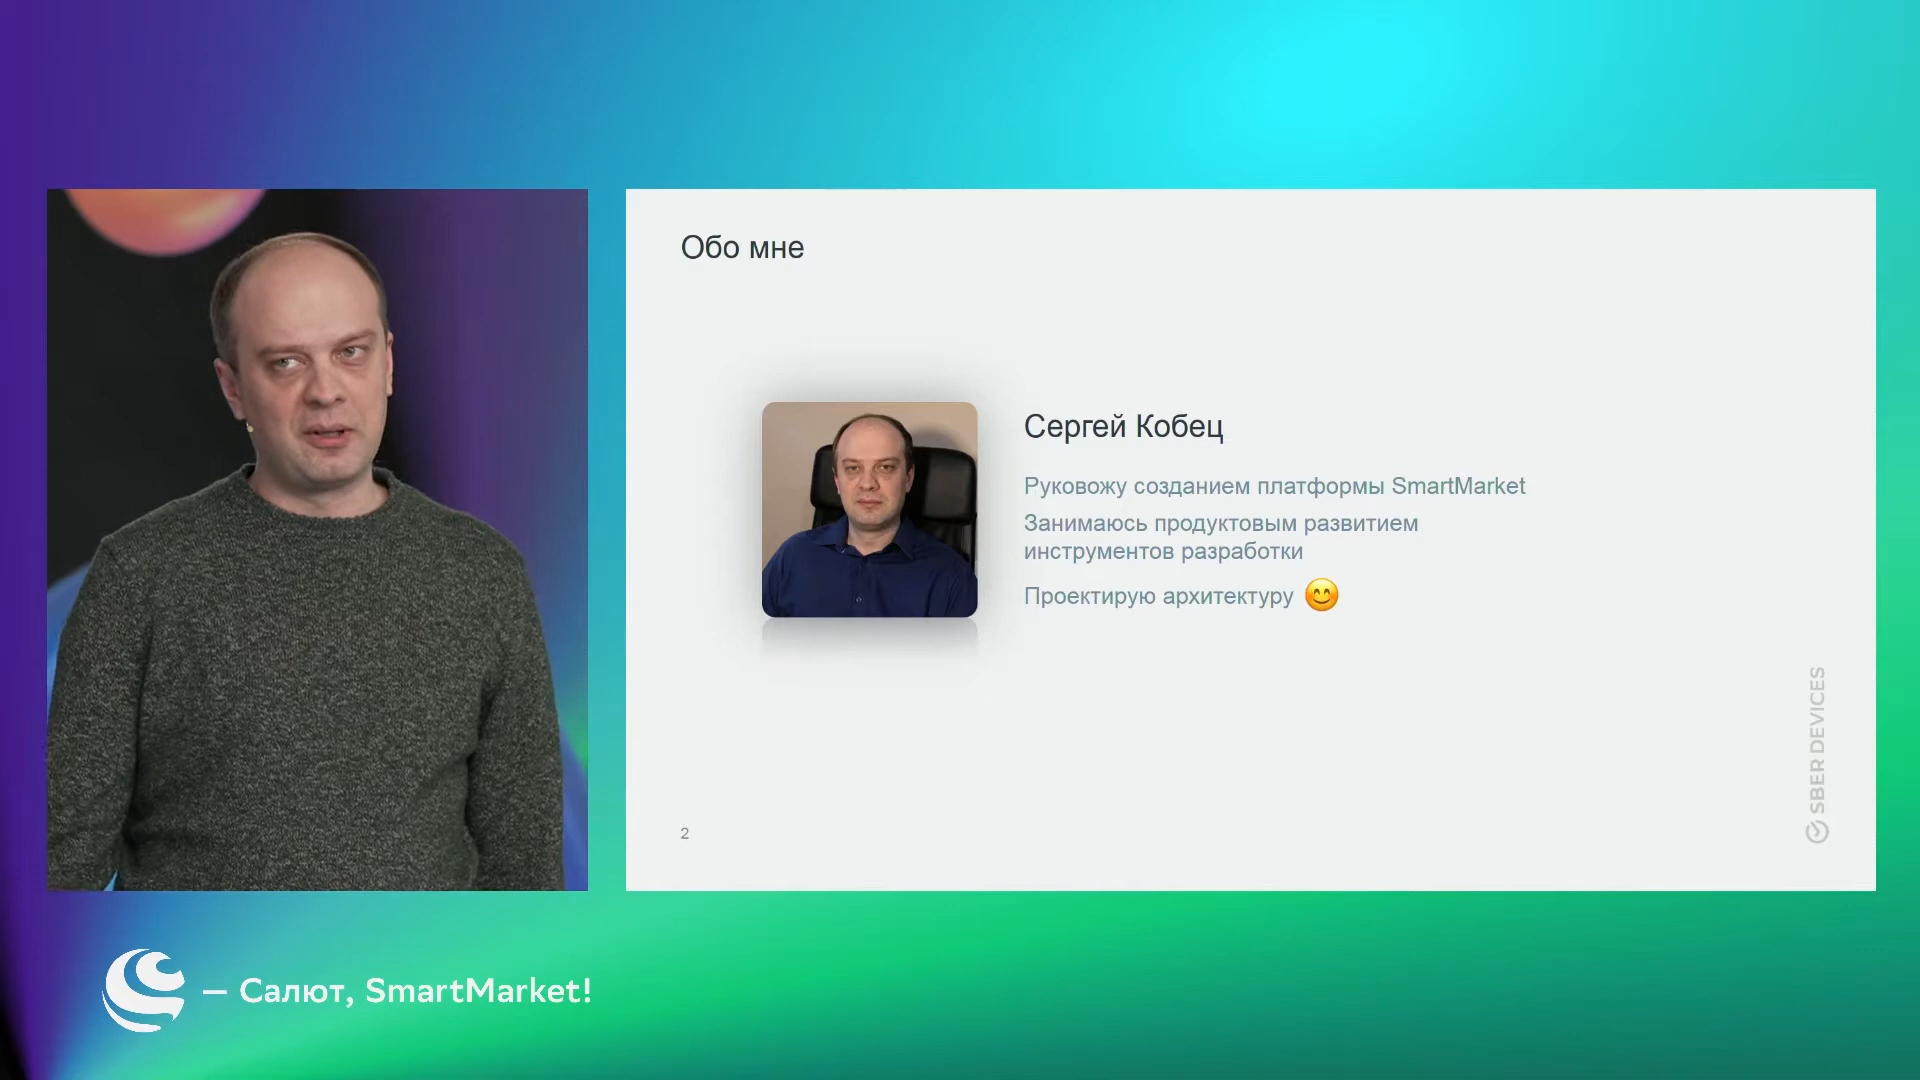 Обо мне
Сергей Кобец
Руковожу созданием платформы SmartMarket
Занимаюсь продуктовым развитием
инструментов разработки
Проектирую архитектуру 😊
2
SBER DEVICES
— Салют, SmartMarket!